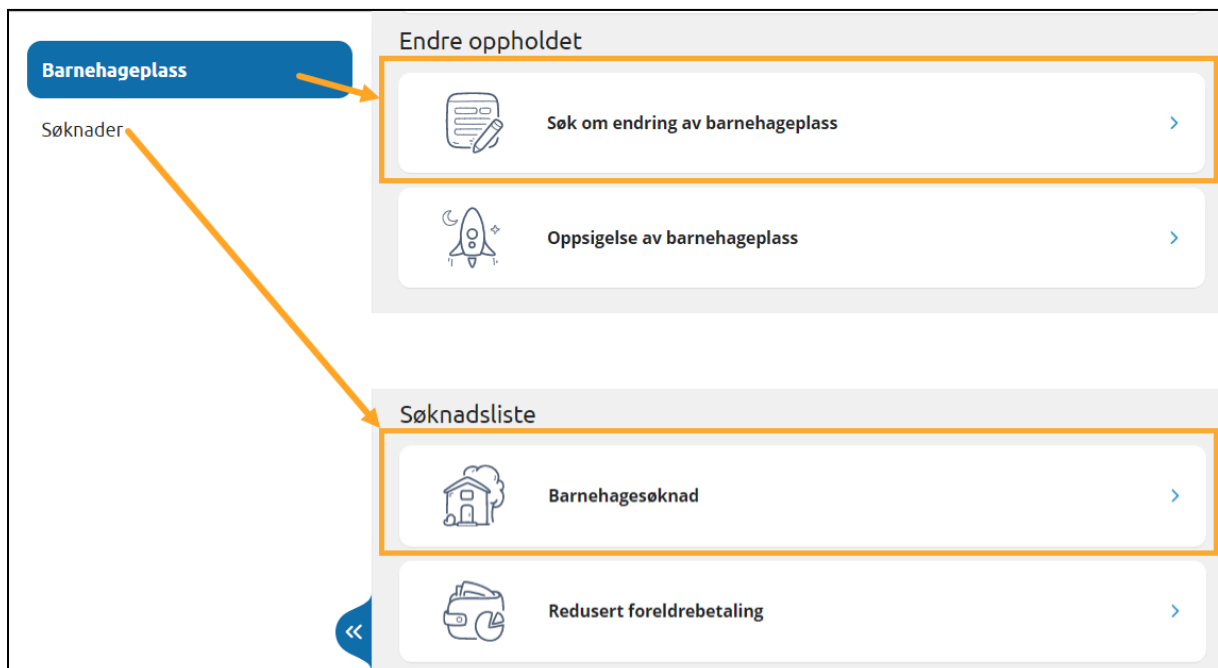 Barnehageplass
Søknader
Endre oppholdet
Søk om endring av barnehageplass
Oppsigelse av barnehageplass
Søknadsliste
Barnehagesøknad
Redusert foreldrebetaling